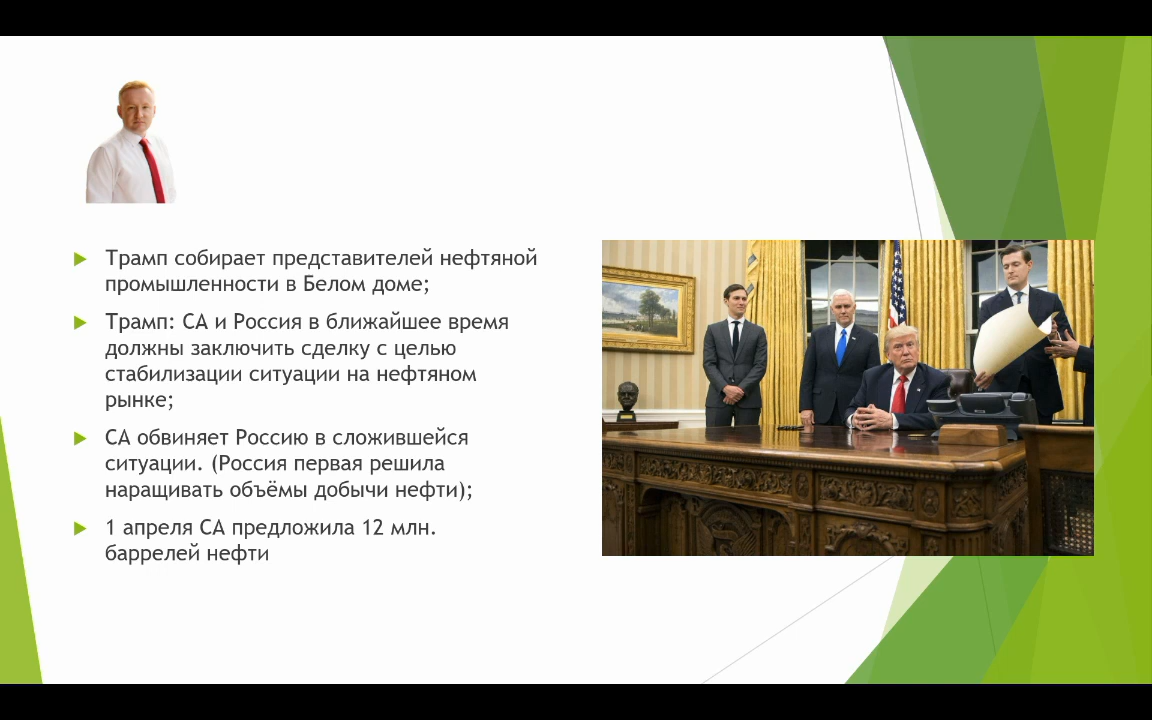 Трамп собирает представителей нефтяной
промышленности в Белом доме;
Трамп: СА и Россия в ближайшее время
должны заключить сделку с целью
стабилизации ситуации на нефтяном
рынке;
СА обвиняет Россию в сложившейся
ситуации. (Россия первая решила
наращивать объёмы добычи нефти);
1 апреля СА предложила 12 млн.
баррелей нефти